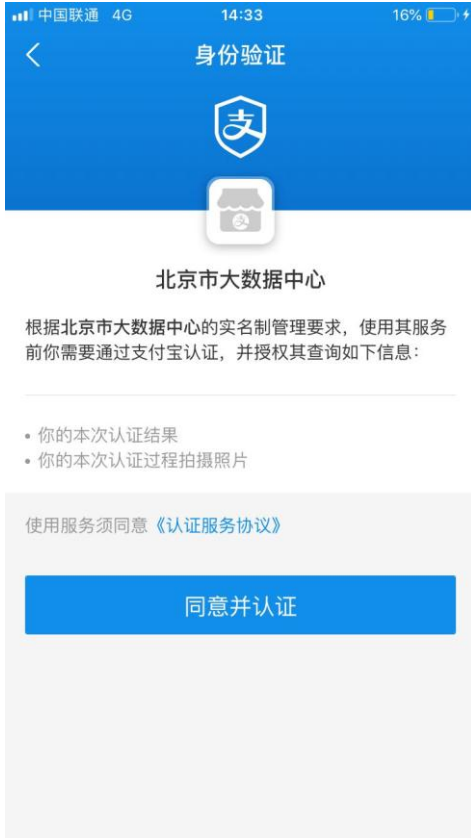 中国联通 4G 14:33 16%
身份验证
支
支
北京市大数据中心
根据北京市大数据中心的实名制管理要求，使用其服务
前你需要通过支付宝认证，并授权其查询如下信息：
• 你的本次认证结果
• 你的本次认证过程拍摄照片
使用服务须同意《认证服务协议》
同意并认证